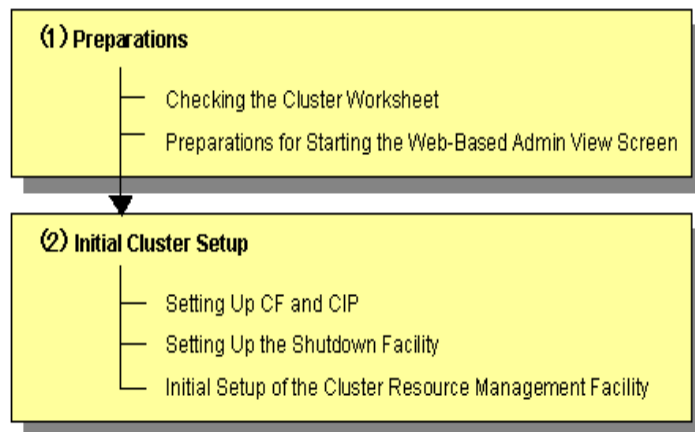 (1) Preparations
Checking the Cluster Worksheet
Preparations for Starting the Web-Based Admin View Screen
(2) Initial Cluster Setup
Setting Up CF and CIP
Setting Up the Shutdown Facility
Initial Setup of the Cluster Resource Management Facility